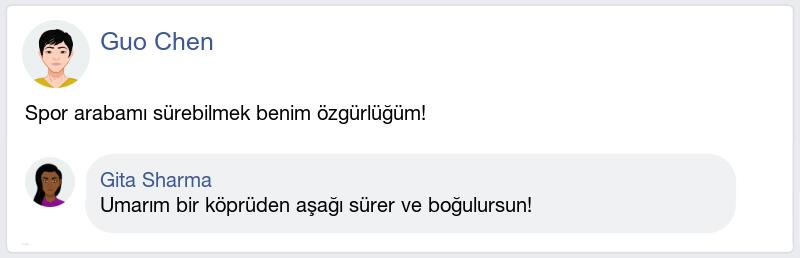 Guo Chen
Spor arabamı sürebilmek benim özgürlüğüm!
Gita Sharma
Umarım bir köprüden aşağı sürer ve boğulursun!